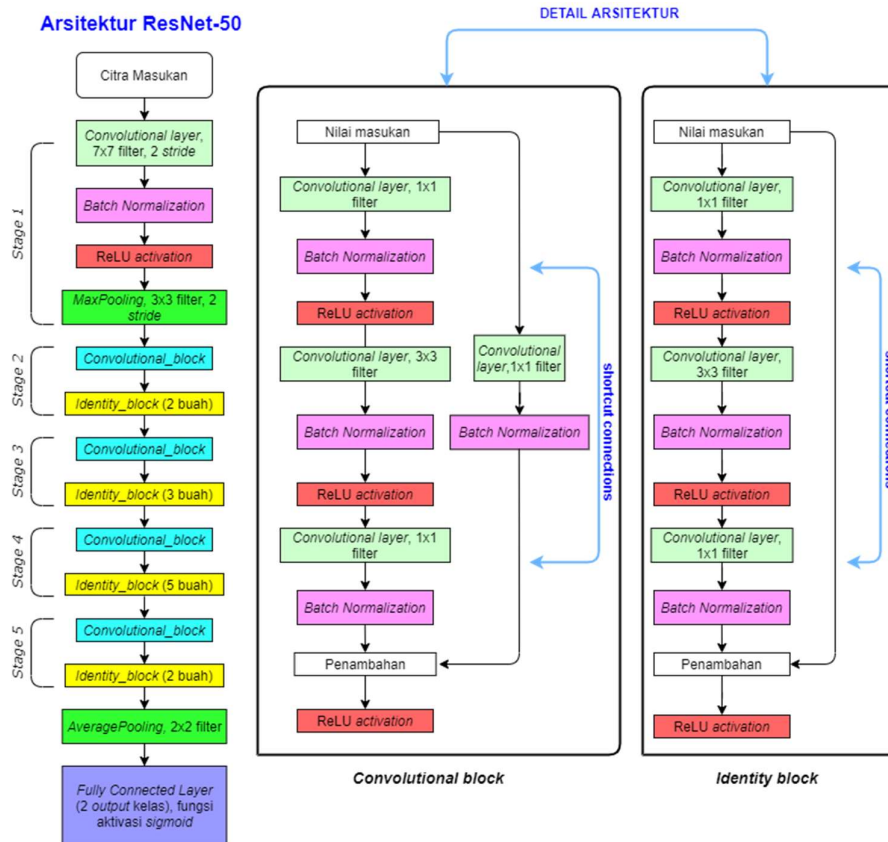 Arsitektur ResNet-50
Citra Masukan
Convolutional layer,
7x7 filter, 2 stride
Batch Normalization
ReLU activation
MaxPooling, 3x3 filter, 2
stride
Stage 1
Convolutional_block
Identity_block (2 buah)
Stage 2
Convolutional_block
Identity_block (3 buah)
Stage 3
Convolutional_block
Identity_block (5 buah)
Stage 4
Convolutional_block
Identity_block (2 buah)
Stage 5
AveragePooling, 2x2 filter
Fully Connected Layer
(2 output kelas), fungsi
aktivasi sigmoid
DETAIL ARSITEKTUR
Nilai masukan
Convolutional layer, 1x1
filter
Batch Normalization
ReLU activation
Convolutional layer, 3x3
filter
Batch Normalization
ReLU activation
Convolutional layer, 1x1
filter
Batch Normalization
Penambahan
ReLU activation
Convolutional
layer,1x1 filter
Batch Normalization
shortcut connections
Convolutional block
Nilai masukan
Convolutional layer,
1x1 filter
Batch Normalization
ReLU activation
Convolutional layer,
3x3 filter
Batch Normalization
ReLU activation
Convolutional layer,
1x1 filter
Batch Normalization
Penambahan
ReLU activation
Identity block